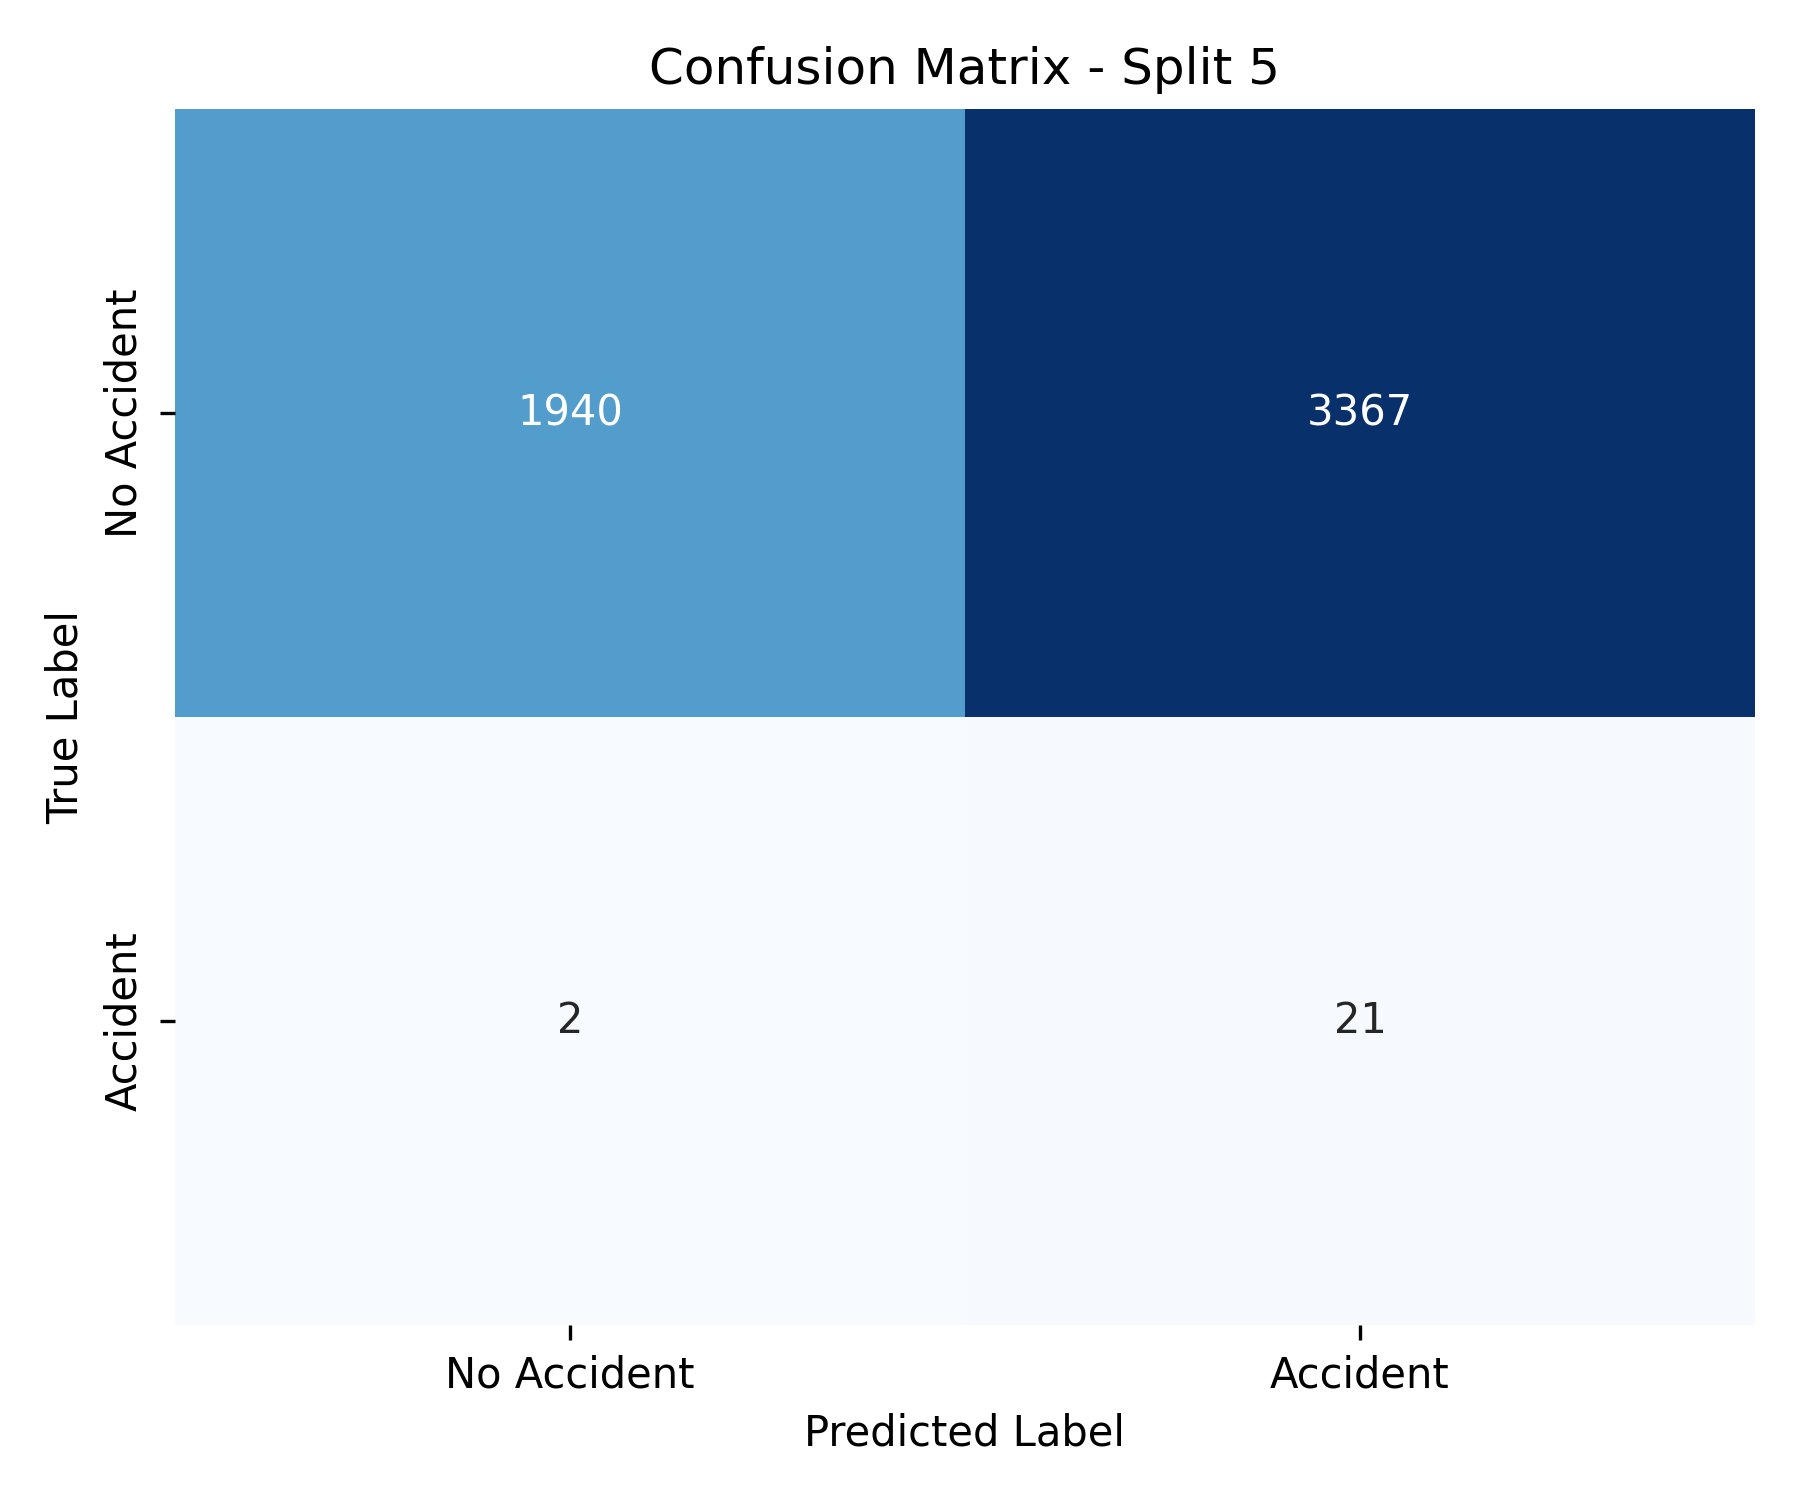 Confusion Matrix - Split 5
True Label
No Accident
1940
3367
Accident
2
21
No Accident
Accident
Predicted Label